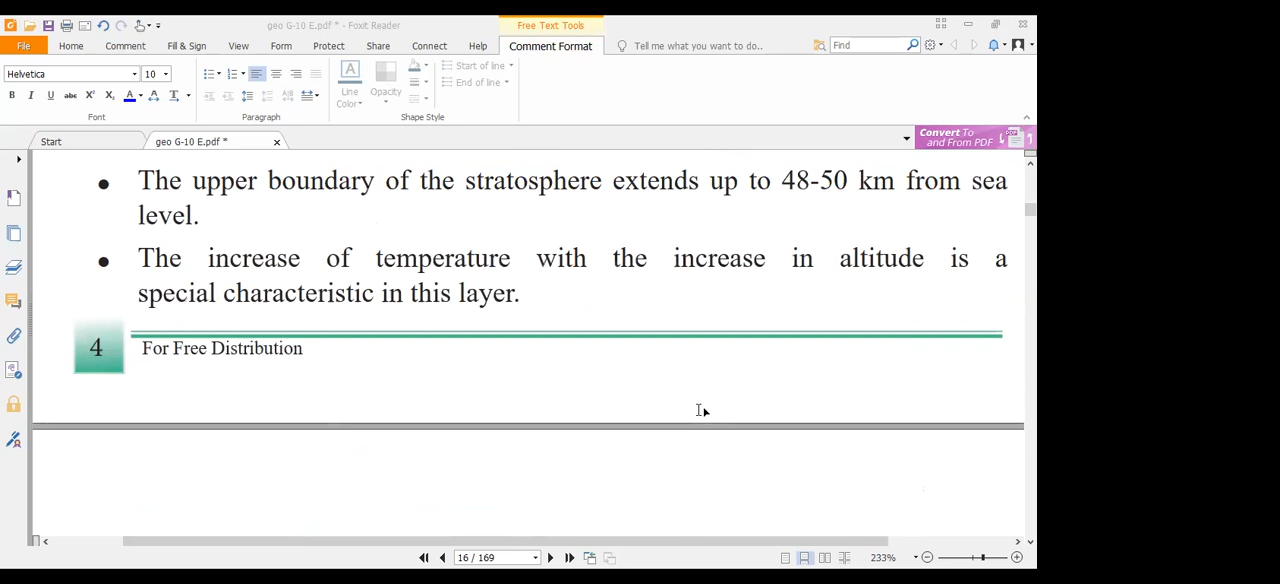 geo G-10 E.pdf * - Foxit Reader
Free Text Tools
File Home Comment Fill & Sign View Form Protect Share Connect Help Comment Format Tell me what you want to do.. Find
Helvetica 10 Start of line
End of line
Line Color Opacity
B I U abc X² X₂ A A T
Font Paragraph Shape Style
Start geo G-10 E.pdf * Convert To and From PDF
• The upper boundary of the stratosphere extends up to 48-50 km from sea
level.
• The increase of temperature with the increase in altitude is a
special characteristic in this layer.
4 For Free Distribution
16 / 169 233%